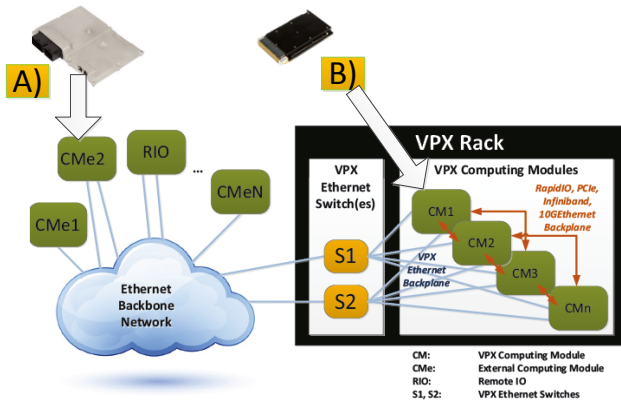 A)
B)
CMe2
RIO
...
CMeN
CMe1
Ethernet
Backbone
Network
VPX Rack
VPX
Ethernet
Switch(es)
S1
S2
VPX Computing Modules
RapidIO, PCIe,
Infiniband,
10GEthernet
Backplane
CM1
CM2
CM3
CMn
VPX
Ethernet
Backplane
CM: VPX Computing Module
CMe: External Computing Module
RIO: Remote IO
S1, S2: VPX Ethernet Switches